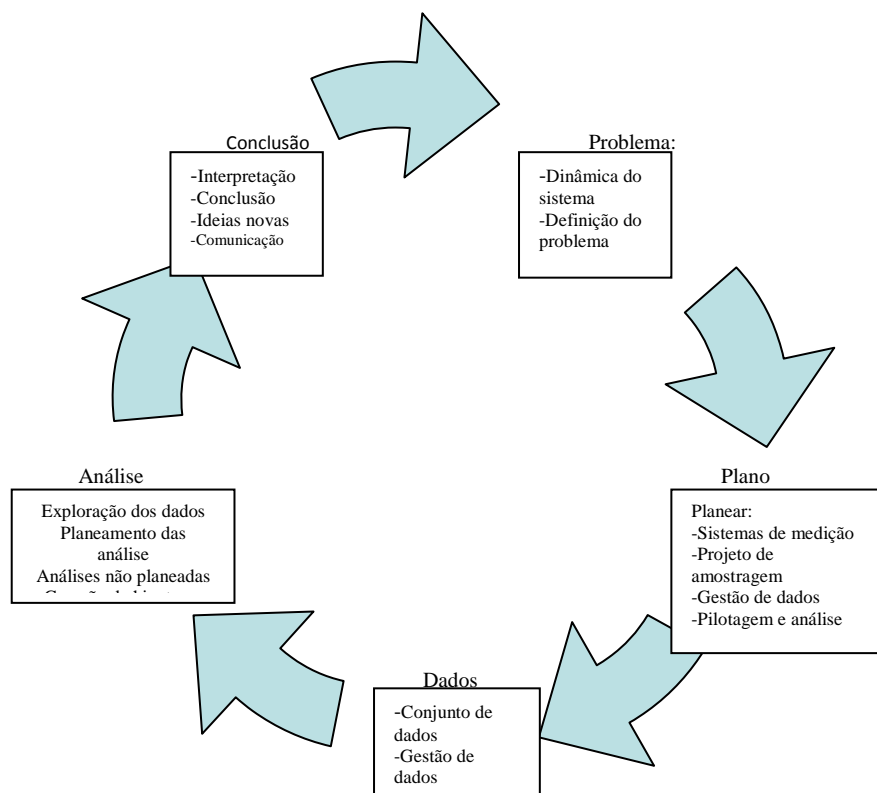 Conclusão
-Interpretação
-Conclusão
-Ideias novas
-Comunicação
Problema:
-Dinâmica do
sistema
-Definição do
problema
Plano
Planear:
-Sistemas de medição
-Projeto de
amostragem
-Gestão de dados
-Pilotagem e análise
Dados
-Conjunto de
dados
-Gestão de
dados
Análise
Exploração dos dados
Planeamento das
análise
Análises não planeadas